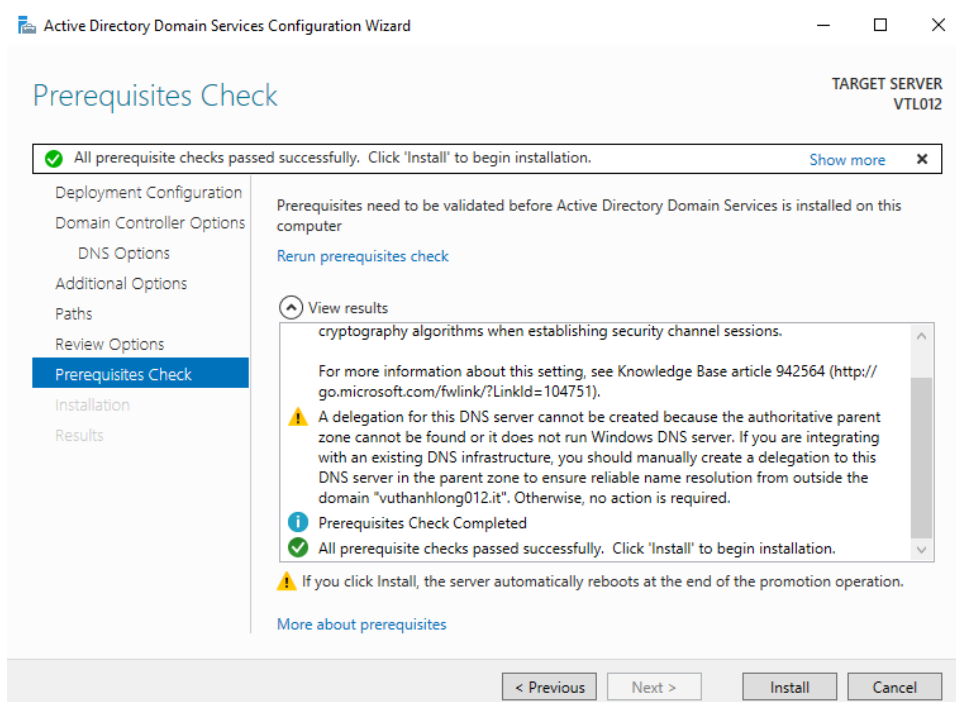 Active Directory Domain Services Configuration Wizard
Prerequisites Check
TARGET SERVER
VTL012
All prerequisite checks passed successfully. Click 'Install' to begin installation.
Show more
Deployment Configuration
Domain Controller Options
DNS Options
Additional Options
Paths
Review Options
Prerequisites Check
Installation
Results
Prerequisites need to be validated before Active Directory Domain Services is installed on this
computer
Rerun prerequisites check
View results
cryptography algorithms when establishing security channel sessions.
For more information about this setting, see Knowledge Base article 942564 (http://
go.microsoft.com/fwlink/?LinkId=104751).
A delegation for this DNS server cannot be created because the authoritative parent
zone cannot be found or it does not run Windows DNS server. If you are integrating
with an existing DNS infrastructure, you should manually create a delegation to this
DNS server in the parent zone to ensure reliable name resolution from outside the
domain "vuthanhlong012.it". Otherwise, no action is required.
Prerequisites Check Completed
All prerequisite checks passed successfully. Click 'Install' to begin installation.
If you click Install, the server automatically reboots at the end of the promotion operation.
More about prerequisites
< Previous
Next >
Install
Cancel